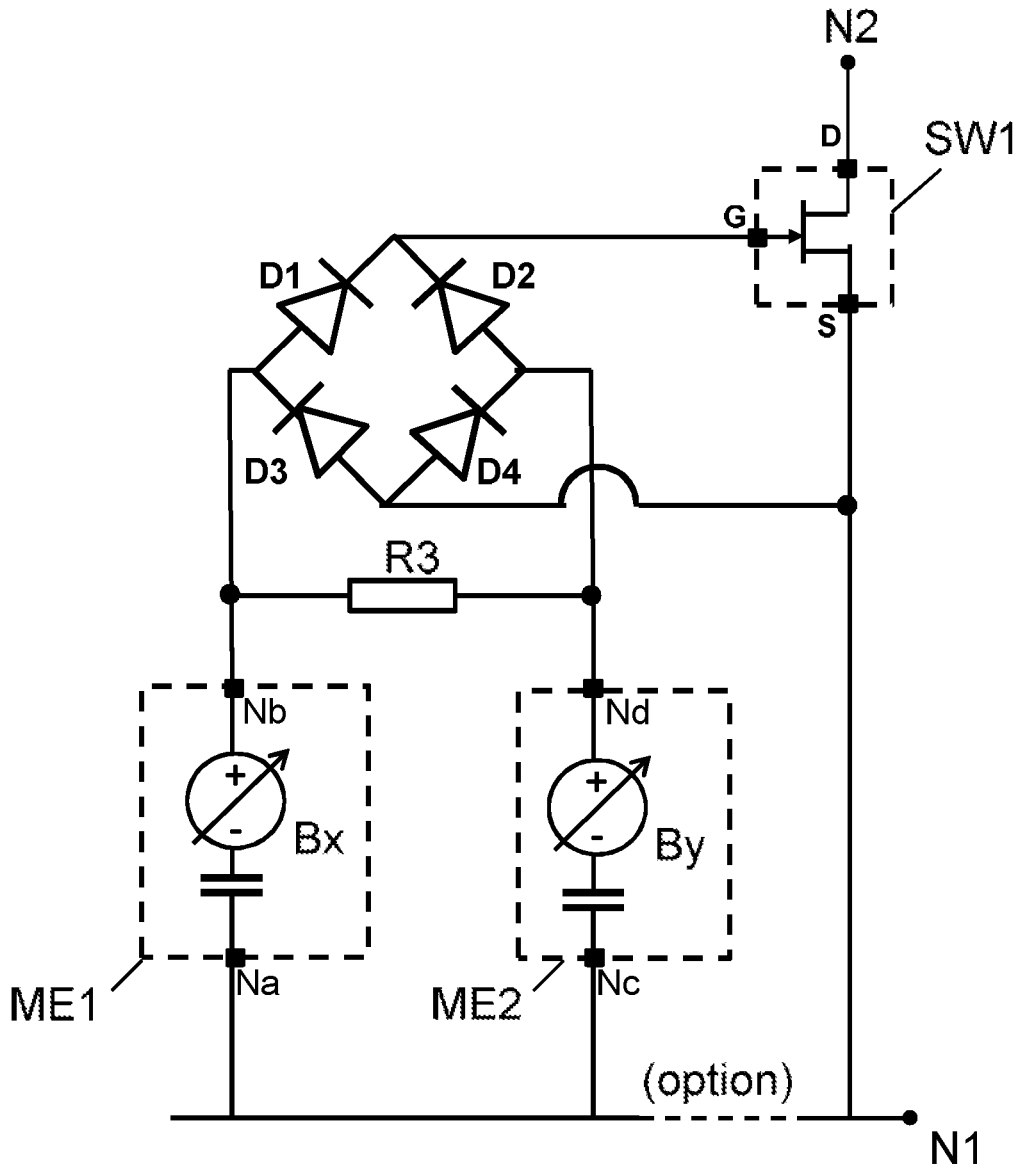 N2
D
SW1
G
D1
D2
S
D3
D4
R3
Nb
Nd
+
+
Bx
By
-
-
Na
Nc
ME1
ME2
(option)
N1